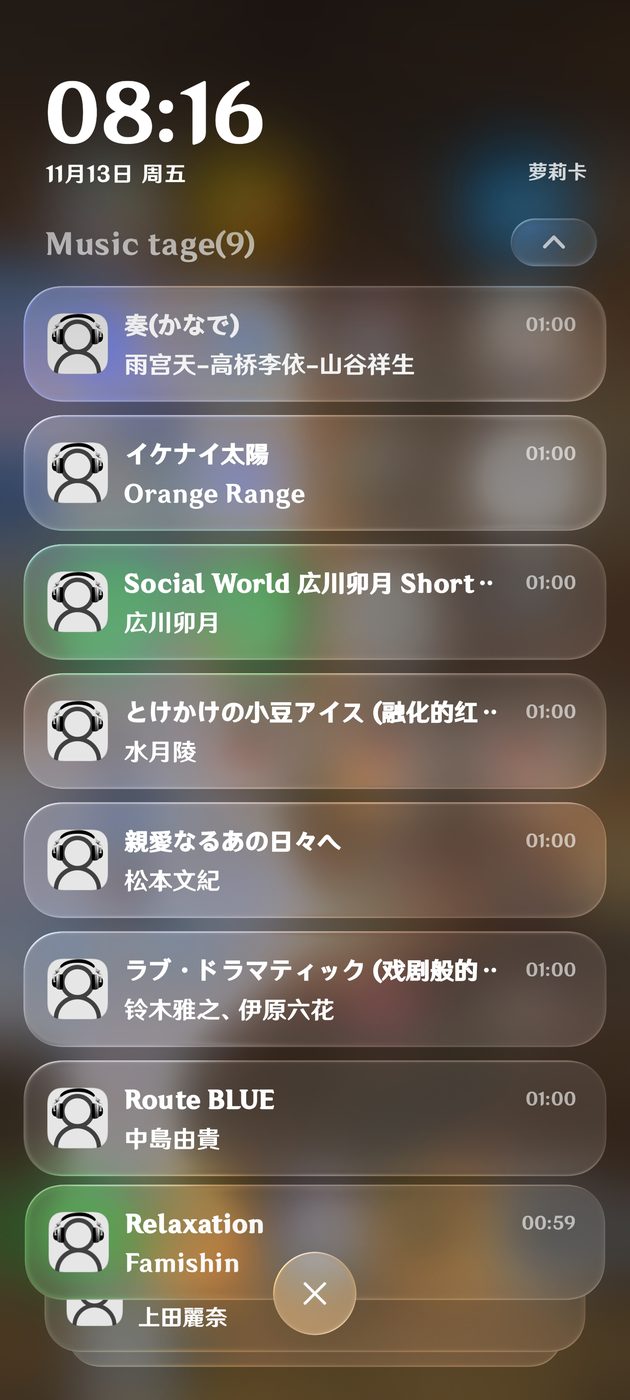 08:16
11月13日 周五
萝莉卡
Music tage(9)
奏(かなで)
01:00
雨宫天-高桥李依-山谷祥生
イケナイ太陽
01:00
Orange Range
Social World 広川卯月 Short··
01:00
広川卯月
とけかけの小豆アイス (融化的红··
01:00
水月陵
親愛なるあの日々へ
01:00
松本文紀
ラブ・ドラマティック (戏剧般的··
01:00
铃木雅之、伊原六花
Route BLUE
01:00
中島由貴
Relaxation
00:59
Famishin
上田麗奈